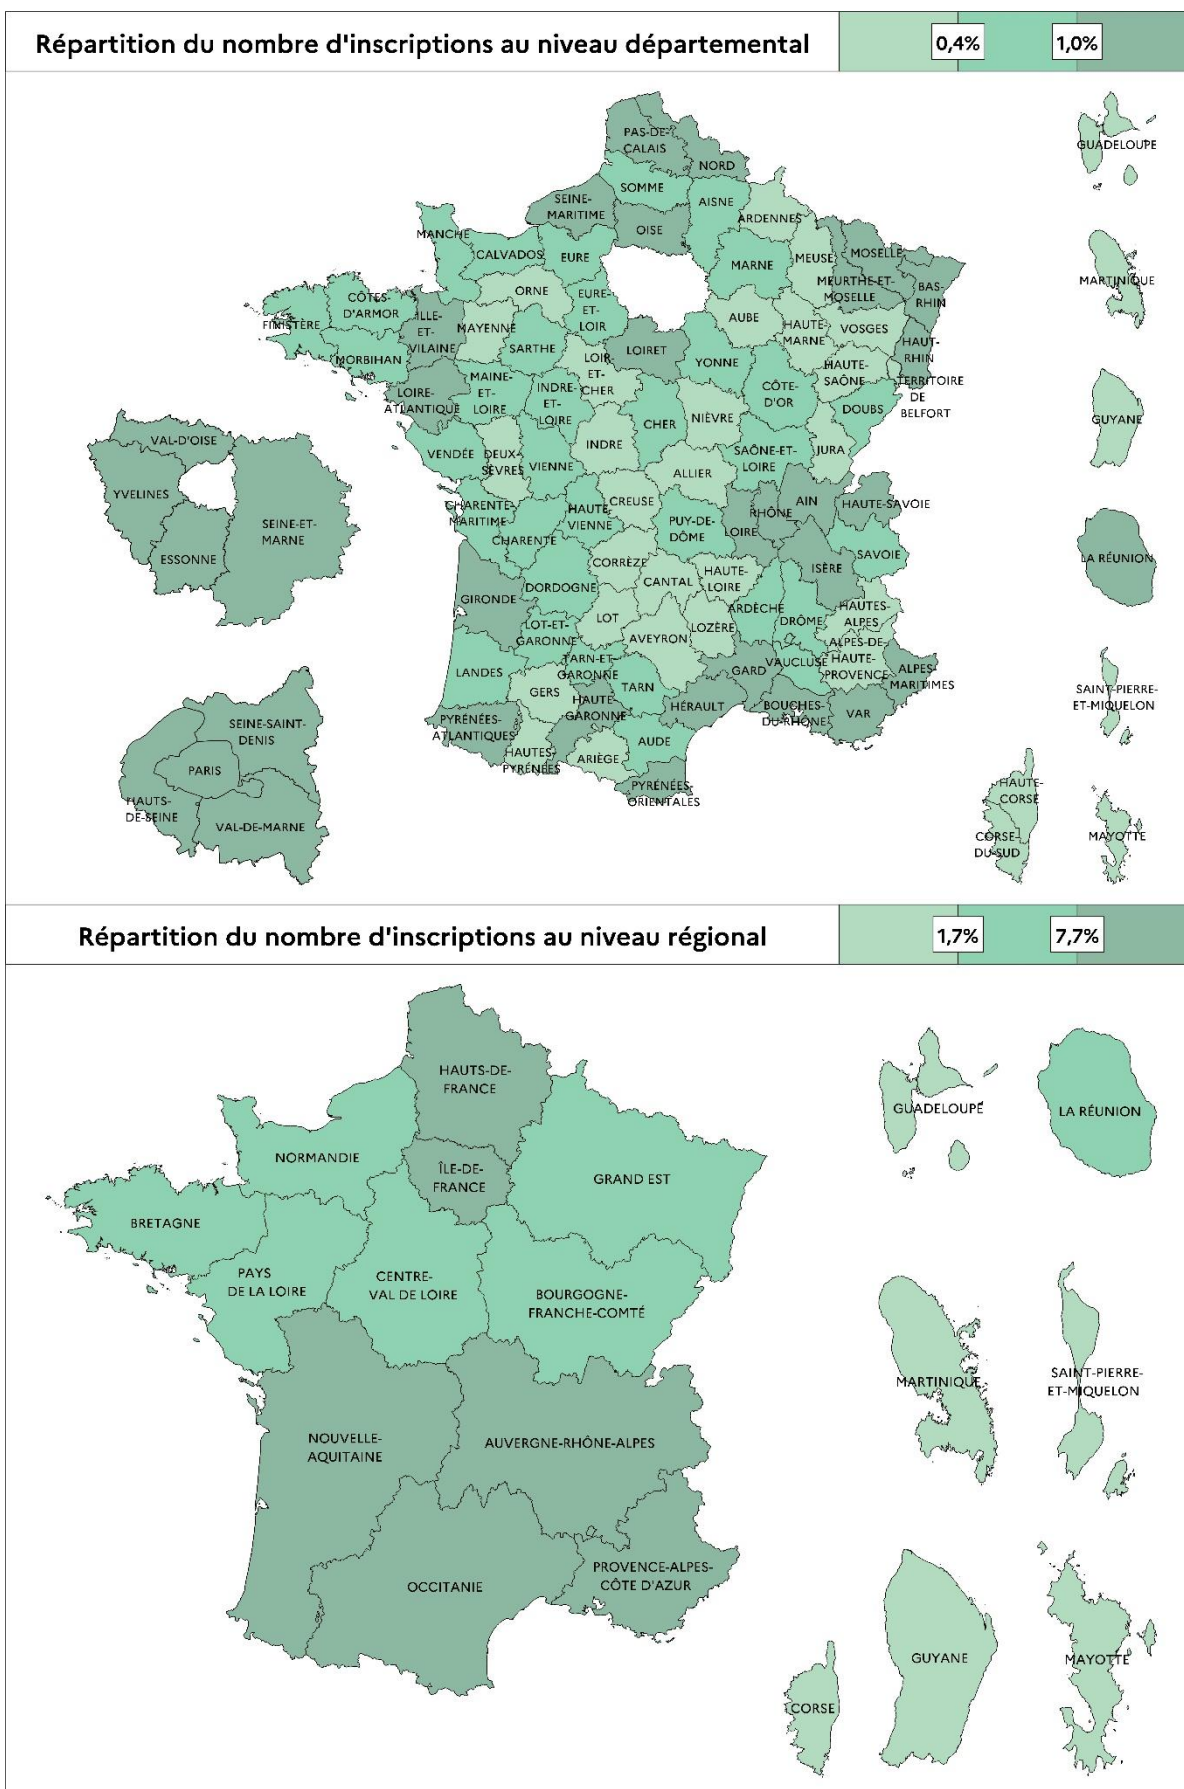 Répartition du nombre d'inscriptions au niveau départemental
0,4%
1,0%
PAS-DE-
CALAIS
NORD
GUADELOUPE
SOMME
SEINE-
MARITIME
AISNE
ARDENNES
OISE
MANCHE
CALVADOS
EURE
MARNE
MEUSE
MOSELLE
MEURTHE-ET-
MOSELLE
BAS-
RHIN
MARTINIQUE
ORNE
CÔTES-
D'ARMOR
EURE-
ET-
LOIR
ILLE-
ET-
VILAINE
FINISTÈRE
MAYENNE
AUBE
HAUTE-
MARNE
VOSGES
SARTHE
LOIRET
HAUT-
RHIN
MORBIHAN
LOIR-
ET-
CHER
YONNE
HAUTE-
SAÔNE
TERRITOIRE
DE
BELFORT
LOIRE-
ATLANTIQUE
MAINE-
ET-
LOIRE
INDRE-
ET-
LOIRE
CÔTE-
D'OR
DOUBS
CHER
NIÈVRE
GUYANE
VAL-D'OISE
VENDÉE
DEUX-
SÈVRES
VIENNE
INDRE
SAÔNE-ET-
LOIRE
JURA
ALLIER
YVELINES
SEINE-ET-
MARNE
ESSONNE
CHARENTE-
MARITIME
HAUTE-
VIENNE
CREUSE
RHÔNE
AIN
HAUTE-SAVOIE
CHARENTE
PUY-DE-
DÔME
LOIRE
SAVOIE
LA RÉUNION
ISÈRE
CORRÈZE
CANTAL
HAUTE-
LOIRE
DORDOGNE
GIRONDE
ARDÈCHE
DRÔME
HAUTES-
ALPES
LOT
LOT-ET-
GARONNE
AVEYRON
LOZÈRE
ALPES-DE-
HAUTE-
PROVENCE
LANDES
TARN-ET-
GARONNE
GARD
VAUCLUSE
ALPES-
MARITIMES
GERS
HAUTE-
GARONNE
TARN
HÉRAULT
BOUCHES-
DU-RHÔNE
VAR
SAINT-PIERRE-
ET-MIQUELON
PYRÉNÉES-
ATLANTIQUES
SEINE-SAINT-
DENIS
AUDE
HAUTES-
PYRÉNÉES
ARIÈGE
PARIS
PYRÉNÉES-
ORIENTALES
HAUTE-
CORSE
HAUTS-
DE-SEINE
VAL-DE-MARNE
CORSE-
DU-SUD
MAYOTTE
Répartition du nombre d'inscriptions au niveau régional
1,7%
7,7%
HAUTS-DE-
FRANCE
GUADELOUPE
LA RÉUNION
NORMANDIE
ÎLE-DE-
FRANCE
GRAND EST
BRETAGNE
PAYS
DE LA LOIRE
CENTRE-
VAL DE LOIRE
BOURGOGNE-
FRANCHE-COMTÉ
MARTINIQUE
SAINT-PIERRE-
ET-MIQUELON
NOUVELLE-
AQUITAINE
AUVERGNE-RHÔNE-ALPES
OCCITANIE
PROVENCE-ALPES-
CÔTE D'AZUR
GUYANE
MAYOTTE
CORSE